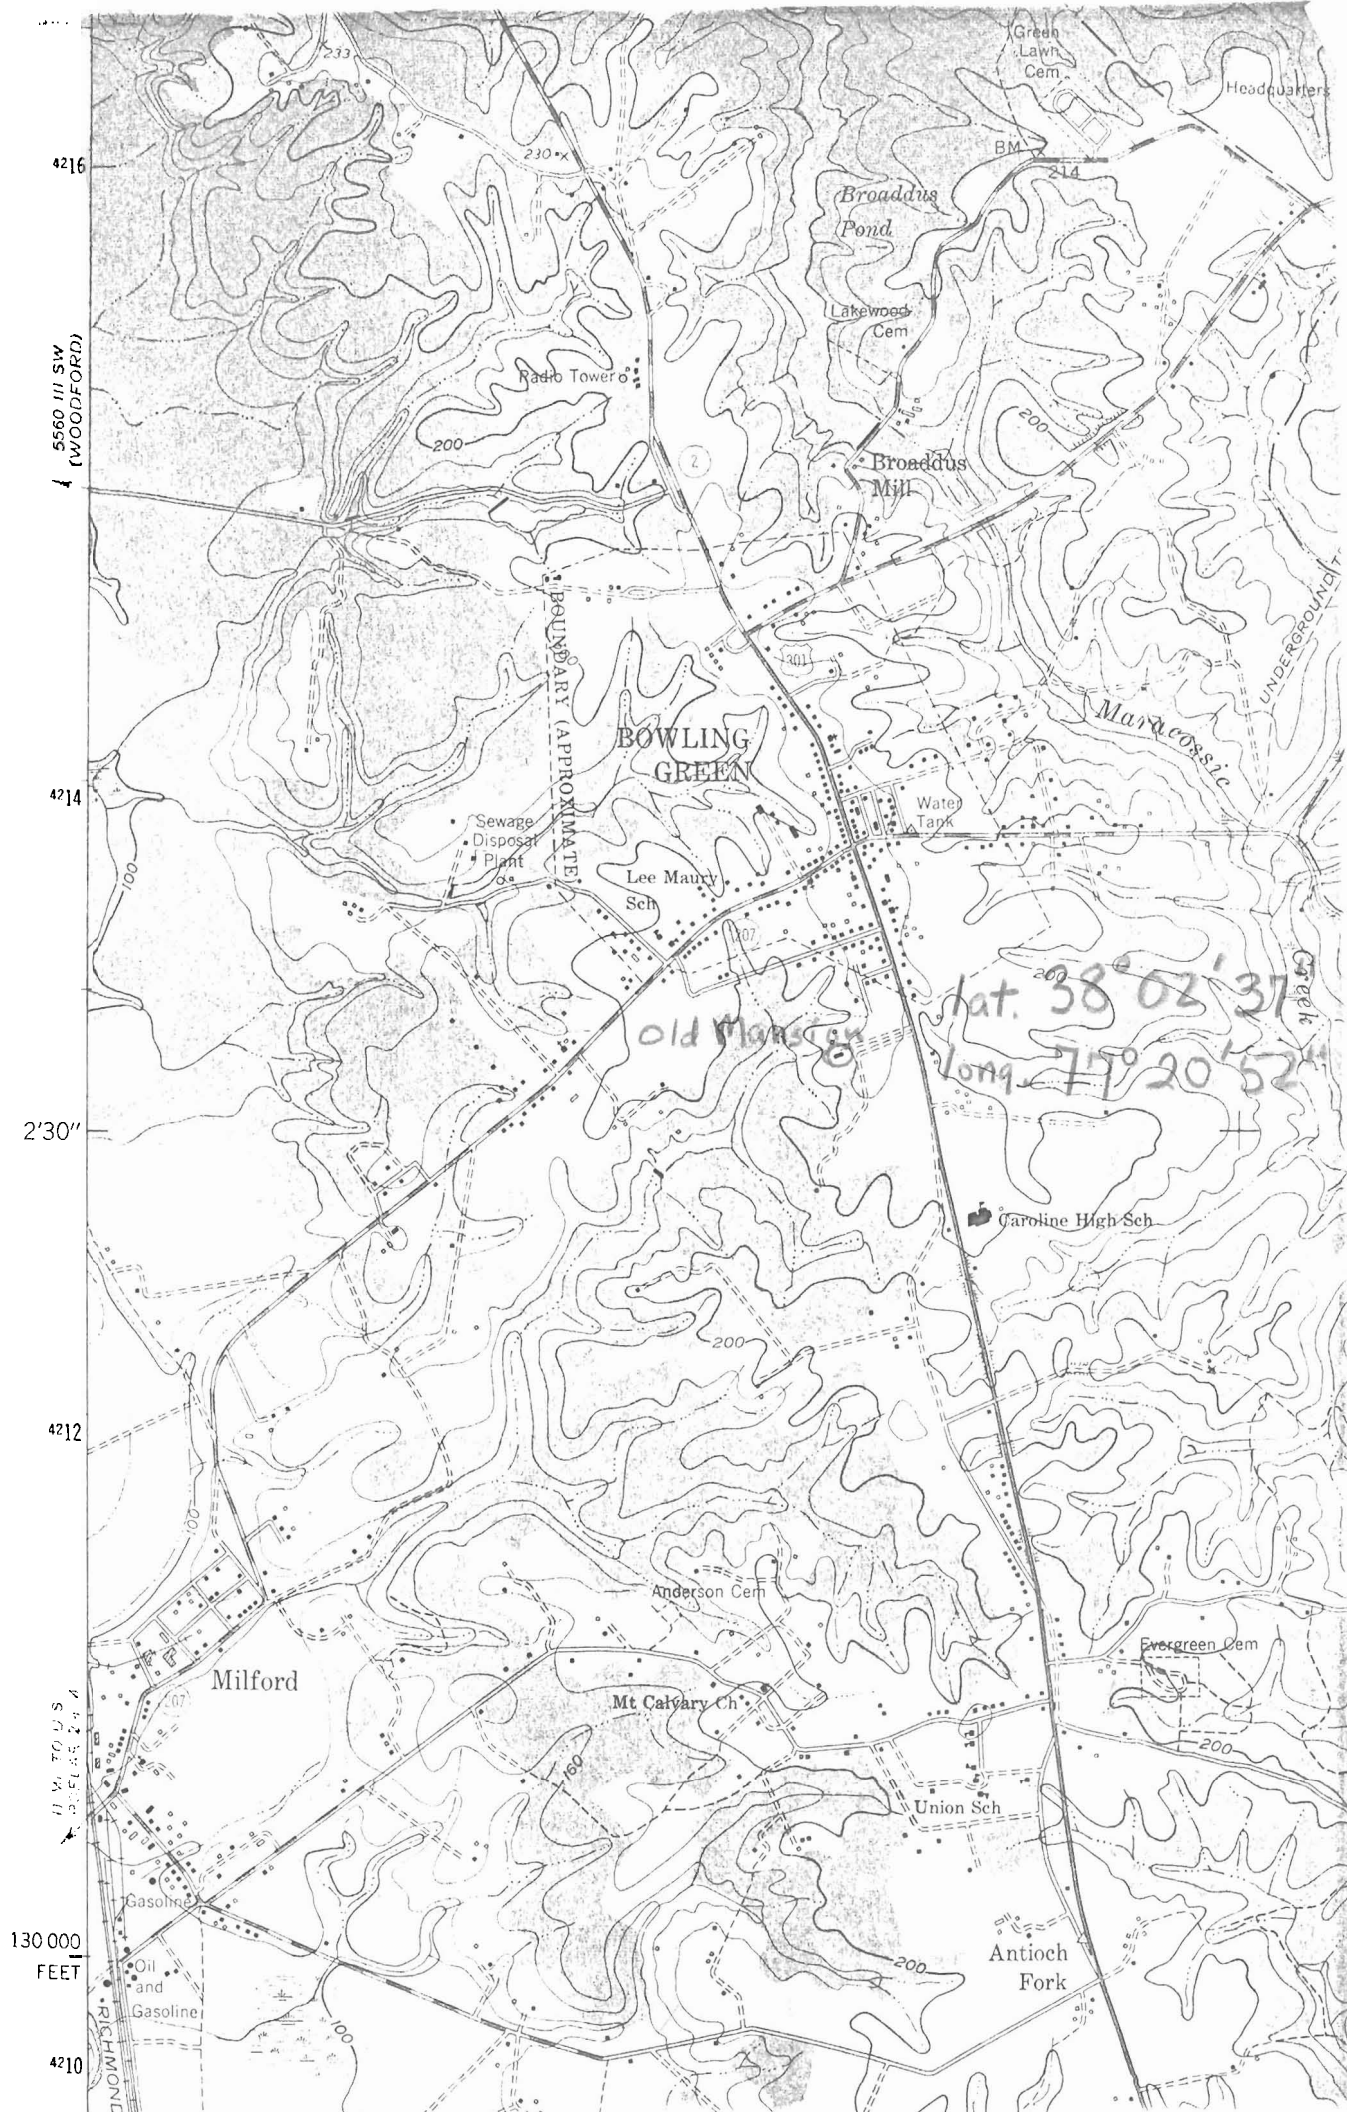 Green
Lawn
Cem
Headquarters
233
230
BM
214
4216
Broaddus
Pond
Lakewood
Cem
5560 III SW
(WOODFORD)
Radio Tower
200
200
2
Broaddus
Mill
BOUNDARY (APPROXIMATE)
301
UNDERGROUND
Maracossic
Creek
BOWLING
GREEN
4214
Water
Tank
Sewage
Disposal
Plant
100
Lee Maury
Sch
207
200
lat. 38°02'37"
Old Mansion
long. 77°20'52"
2'30"
Caroline High Sch
200
4212
100
Anderson Cem
Evergreen Cem
Milford
207
Mt Calvary Ch
200
160
Union Sch
Gasoline
130 000
FEET
Antioch
Fork
200
Oil
and
Gasoline
100
RICHMOND
4210